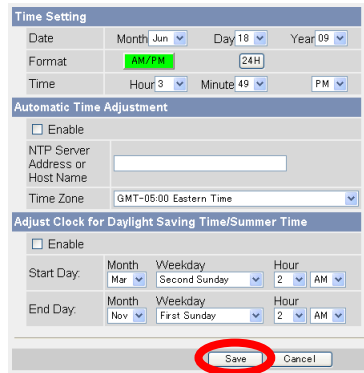 Time Setting
Date Month Jun Day 18 Year 09
Format AM/PM 24H
Time Hour 3 Minute 49 PM
Automatic Time Adjustment
Enable
NTP Server
Address or
Host Name
Time Zone GMT-05:00 Eastern Time
Adjust Clock for Daylight Saving Time/Summer Time
Enable
Month Weekday Hour
Start Day: Mar Second Sunday 2 AM
Month Weekday Hour
End Day: Nov First Sunday 2 AM
Save Cancel